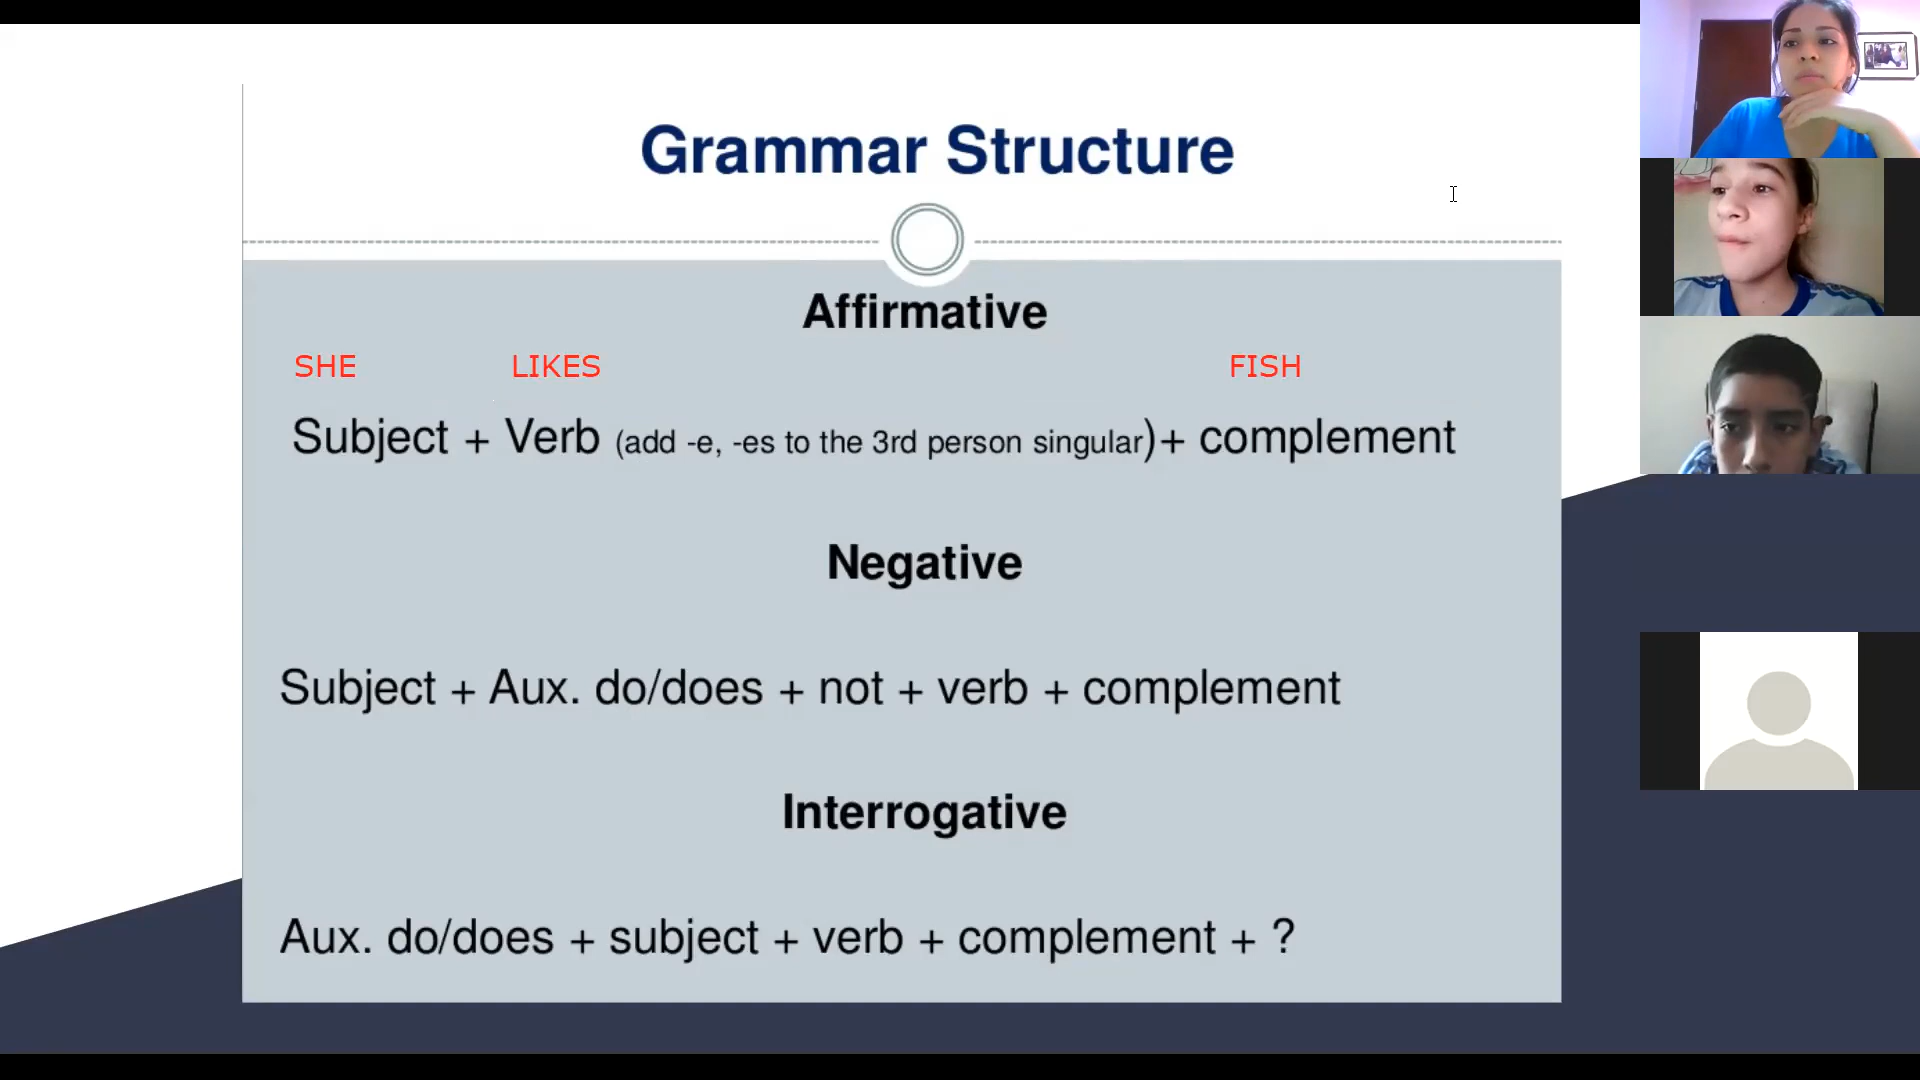 Grammar Structure
Affirmative
SHE LIKES FISH
Subject + Verb (add -e, -es to the 3rd person singular)+ complement
Negative
Subject + Aux. do/does + not + verb + complement
Interrogative
Aux. do/does + subject + verb + complement + ?